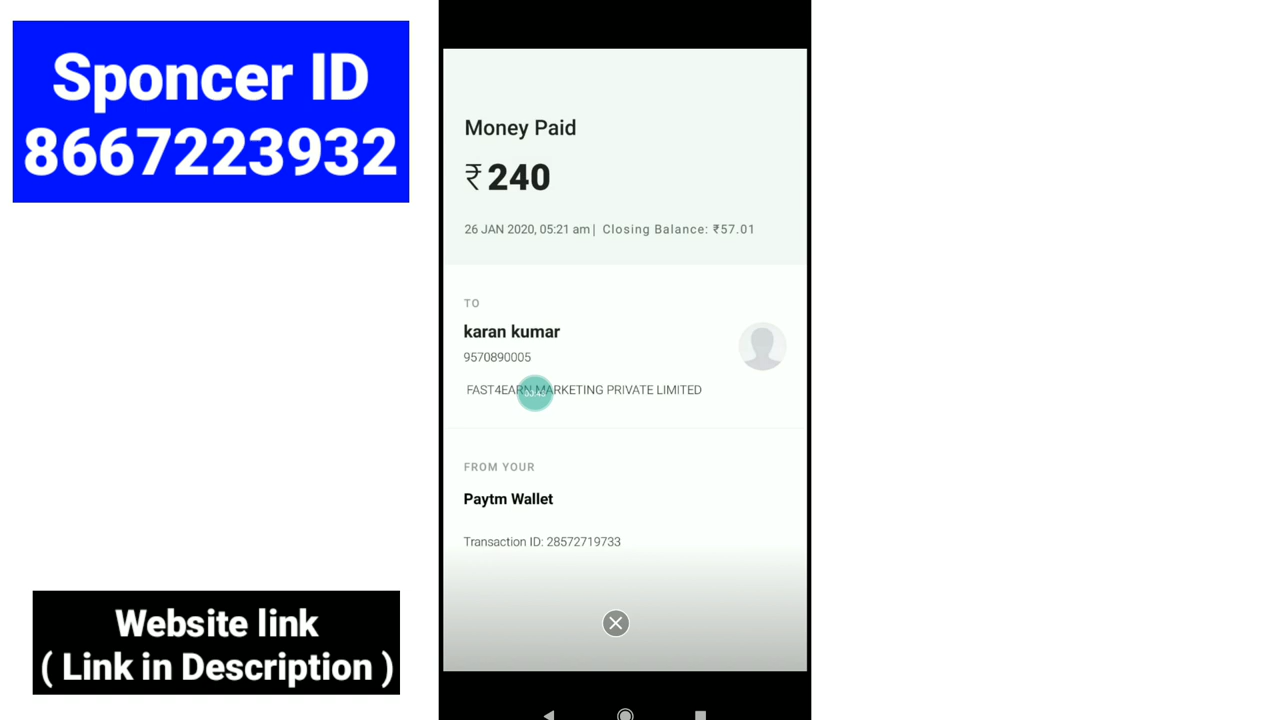 Sponcer ID
8667223932
Money Paid
₹240
26 JAN 2020, 05:21 am| Closing Balance: ₹57.01
TO
karan kumar
9570890005
FAST4EARN MARKETING PRIVATE LIMITED
FROM YOUR
Paytm Wallet
Transaction ID: 28572719733
Website link
( Link in Description )